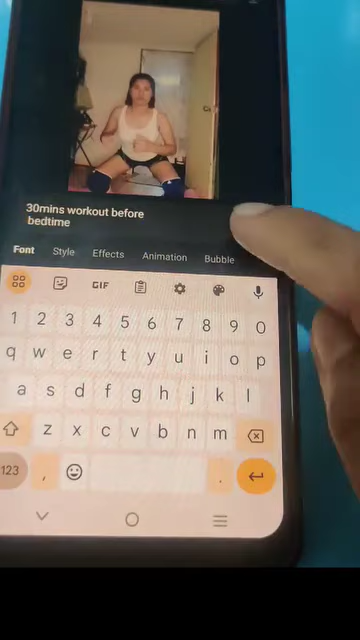 30mins workout before
bedtime
Font Style Effects Animation Bubble
GIF
1 2 3 4 5 6 7 8 9 0
q w e r t y u i o p
a s d f g h j k l
z x c v b n m
123 , .